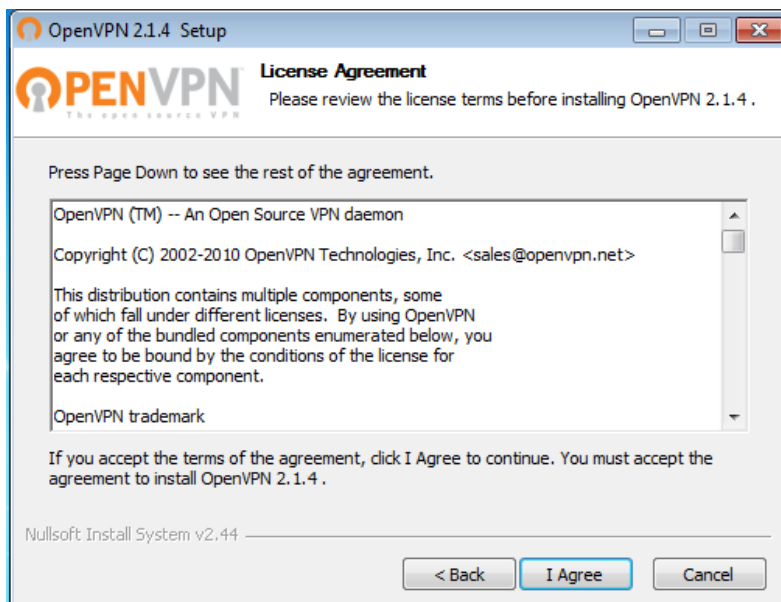 OpenVPN 2.1.4 Setup
OPENVPN
The open source VPN
License Agreement
Please review the license terms before installing OpenVPN 2.1.4 .
Press Page Down to see the rest of the agreement.
OpenVPN (TM) -- An Open Source VPN daemon
Copyright (C) 2002-2010 OpenVPN Technologies, Inc. <sales@openvpn.net>
This distribution contains multiple components, some
of which fall under different licenses. By using OpenVPN
or any of the bundled components enumerated below, you
agree to be bound by the conditions of the license for
each respective component.
OpenVPN trademark
If you accept the terms of the agreement, click I Agree to continue. You must accept the
agreement to install OpenVPN 2.1.4 .
Nullsoft Install System v2.44
< Back
I Agree
Cancel